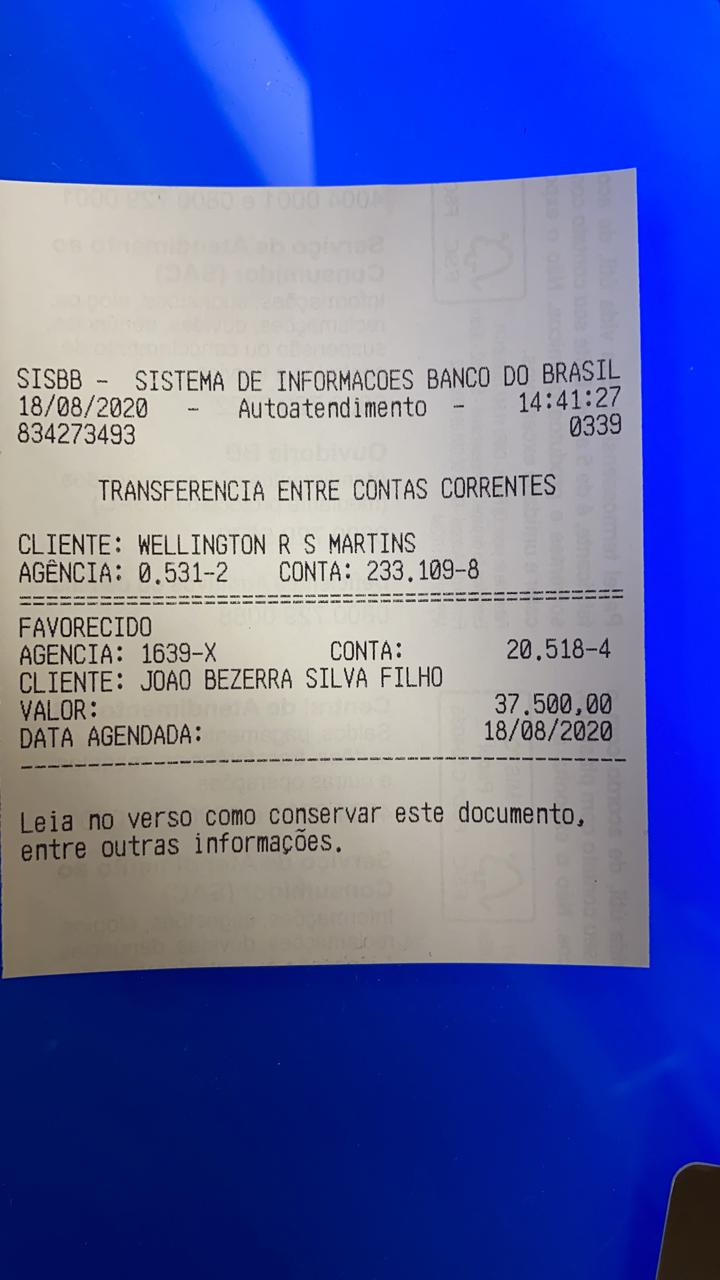 SISBB - SISTEMA DE INFORMACOES BANCO DO BRASIL
18/08/2020 - Autoatendimento - 14:41:27
834273493 0339
TRANSFERENCIA ENTRE CONTAS CORRENTES
CLIENTE: WELLINGTON R S MARTINS
AGÊNCIA: 0.531-2 CONTA: 233.109-8
================================================
FAVORECIDO
AGENCIA: 1639-X CONTA: 20.518-4
CLIENTE: JOAO BEZERRA SILVA FILHO
VALOR: 37.500,00
DATA AGENDADA: 18/08/2020
------------------------------------------------
Leia no verso como conservar este documento,
entre outras informações.